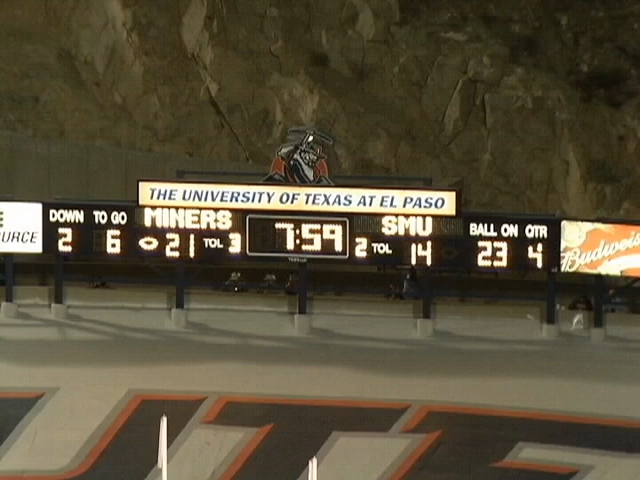 THE UNIVERSITY OF TEXAS AT EL PASO
DOWN TO GO MINERS 7:59 SMU BALL ON QTR
2 6 21 TOL 3 2 TOL 14 23 4
URCE
Budweis
UTE